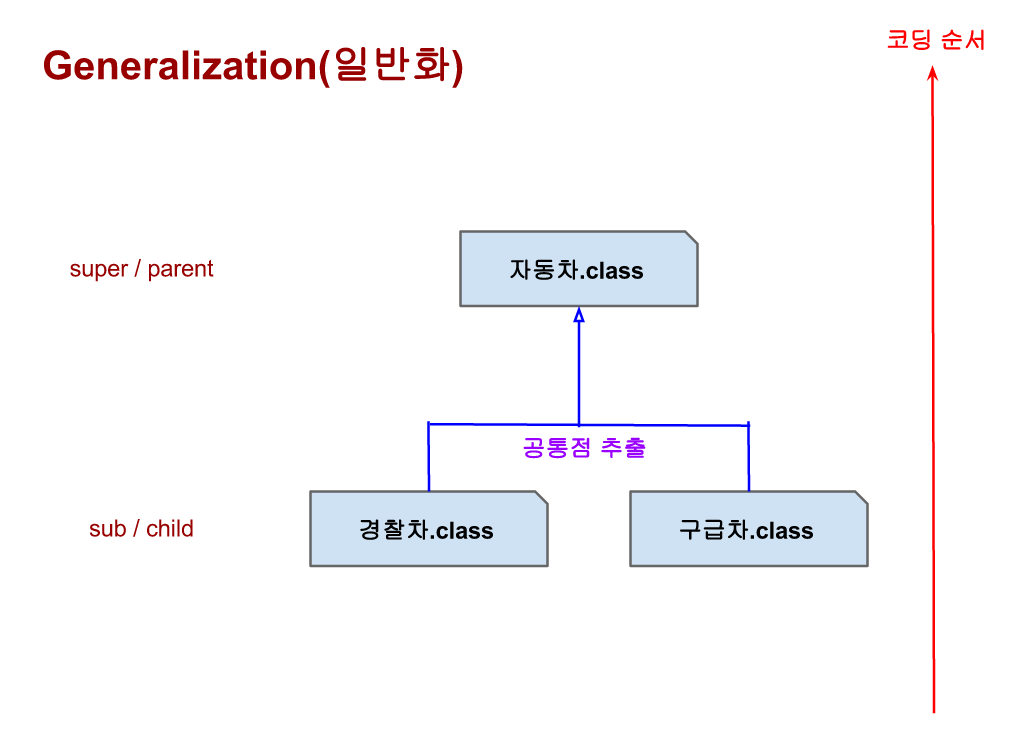 코딩 순서
Generalization(일반화)
super / parent
자동차.class
공통점 추출
sub / child
경찰차.class
구급차.class